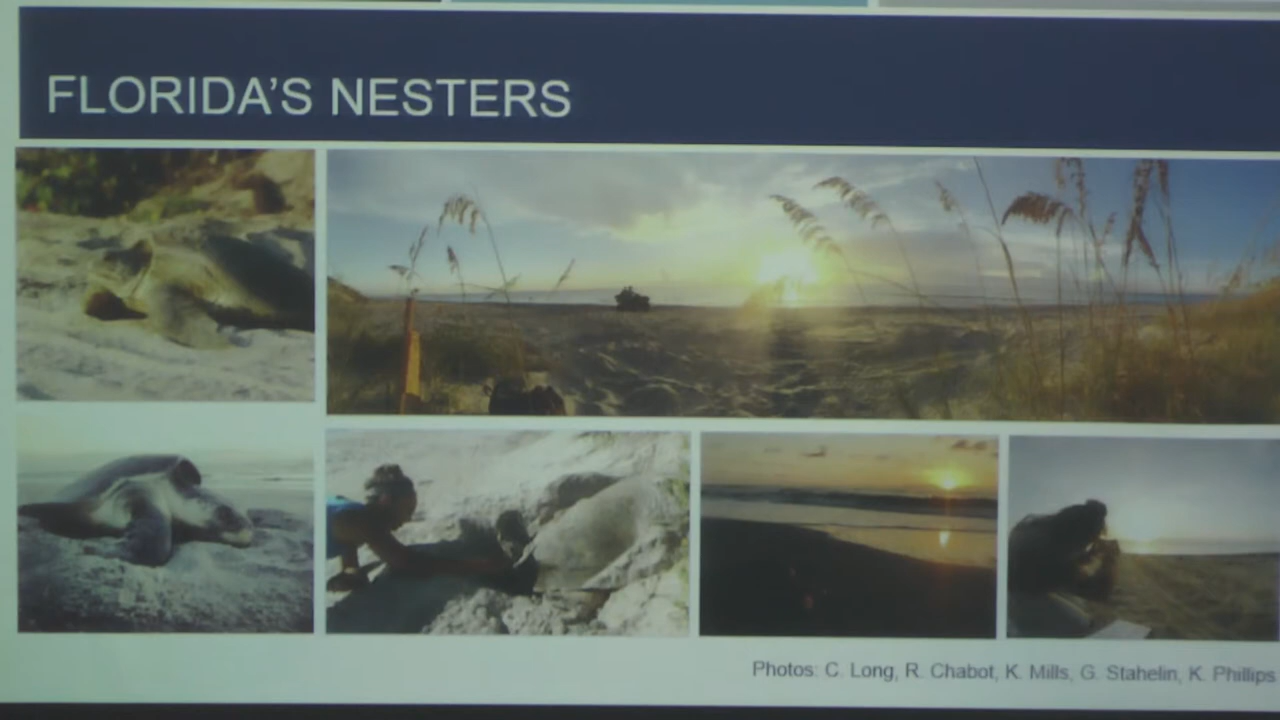 FLORIDA'S NESTERS
Photos: C. Long, R. Chabot, K. Mills, G. Stahelin, K. Phillips